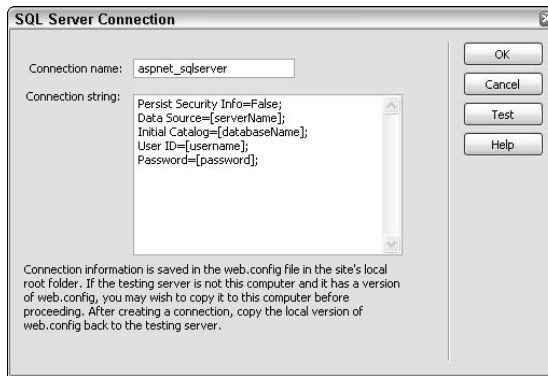 SQL Server Connection
Connection name: aspnet_sqlserver
Connection string:
Persist Security Info=False;
Data Source=[serverName];
Initial Catalog=[databaseName];
User ID=[username];
Password=[password];
OK
Cancel
Test
Help
Connection information is saved in the web.config file in the site's local
root folder. If the testing server is not this computer and it has a version
of web.config, you may wish to copy it to this computer before
proceeding. After creating a connection, copy the local version of
web.config back to the testing server.